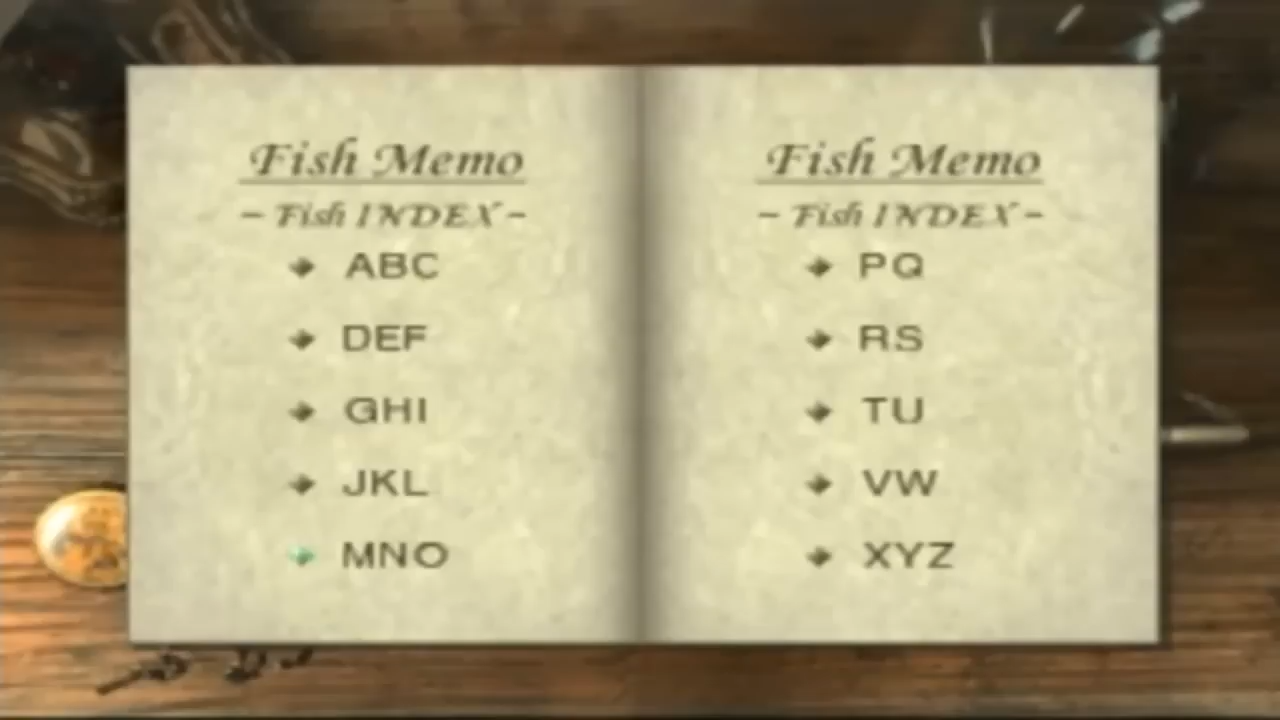 Fish Memo
- Fish INDEX -
ABC
DEF
GHI
JKL
MNO
Fish Memo
- Fish INDEX -
PQ
RS
TU
VW
XYZ